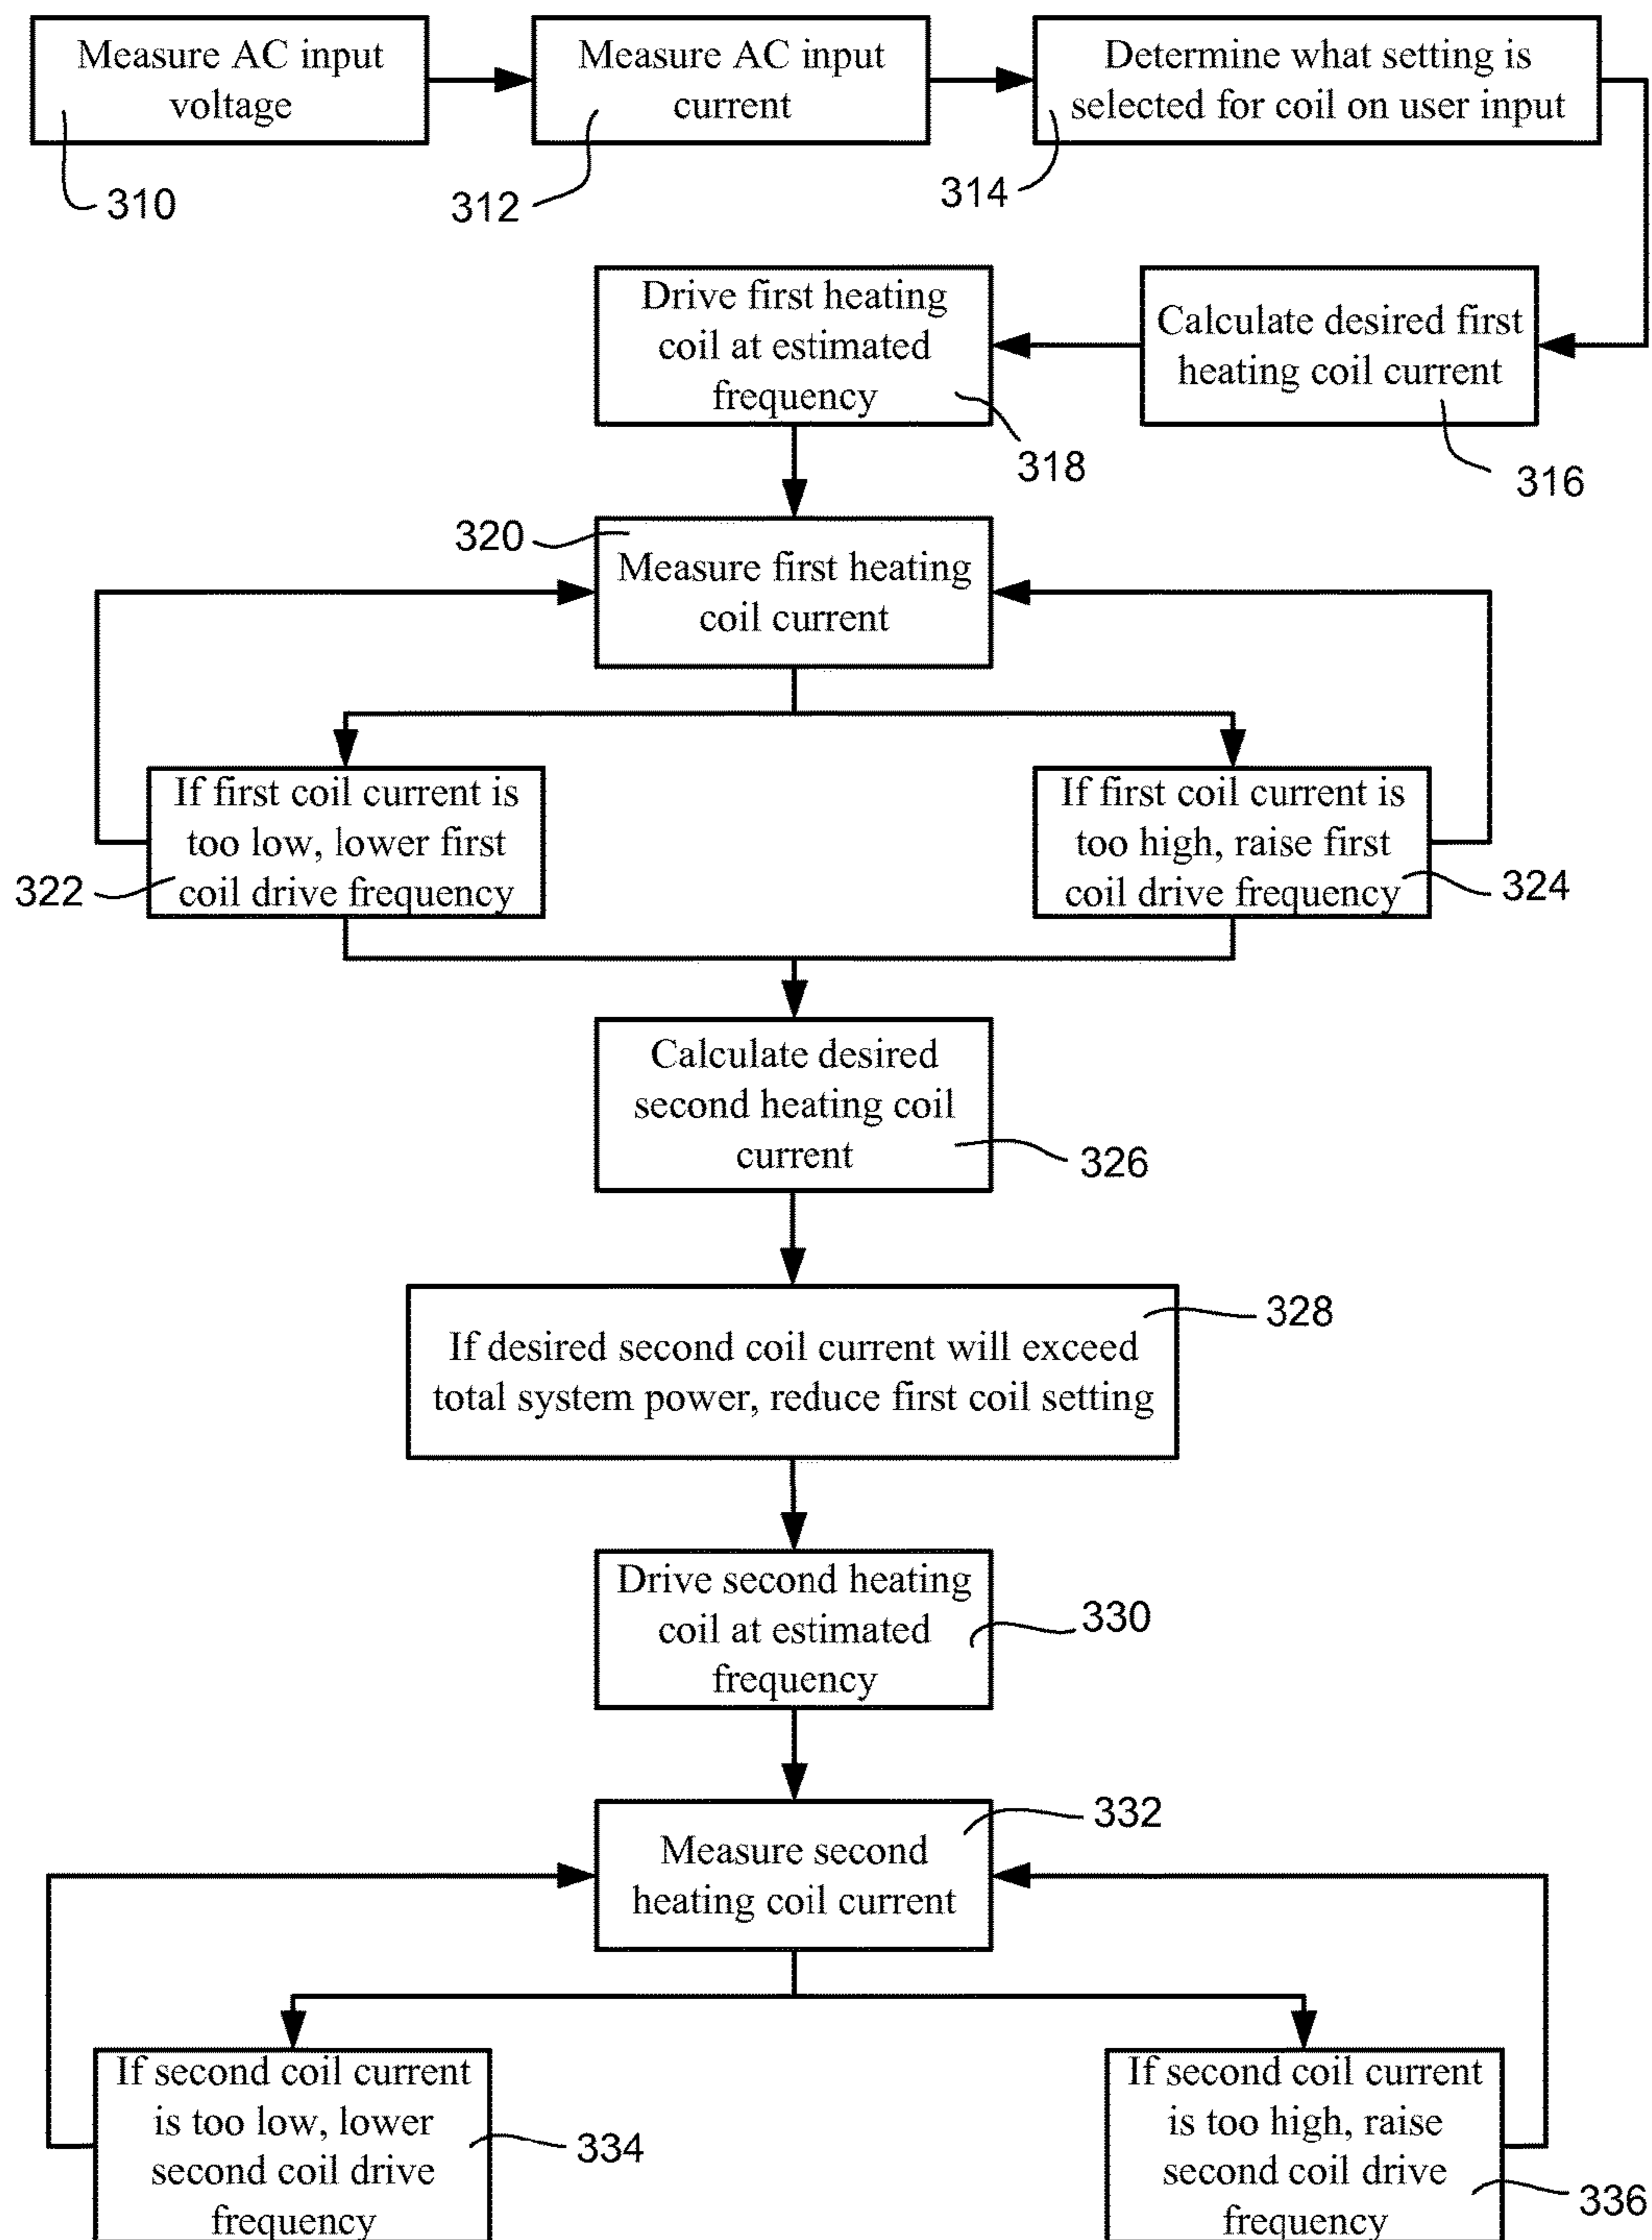 Measure AC input
voltage
310
Measure AC input
current
312
Determine what setting is
selected for coil on user input
314
Calculate desired first
heating coil current
316
Drive first heating
coil at estimated
frequency
318
320
Measure first heating
coil current
If first coil current is
too low, lower first
coil drive frequency
322
If first coil current is
too high, raise first
coil drive frequency
324
Calculate desired
second heating coil
current
326
If desired second coil current will exceed
total system power, reduce first coil setting
328
Drive second heating
coil at estimated
frequency
330
Measure second
heating coil current
332
If second coil current
is too low, lower
second coil drive
frequency
334
If second coil current
is too high, raise
second coil drive
frequency
336